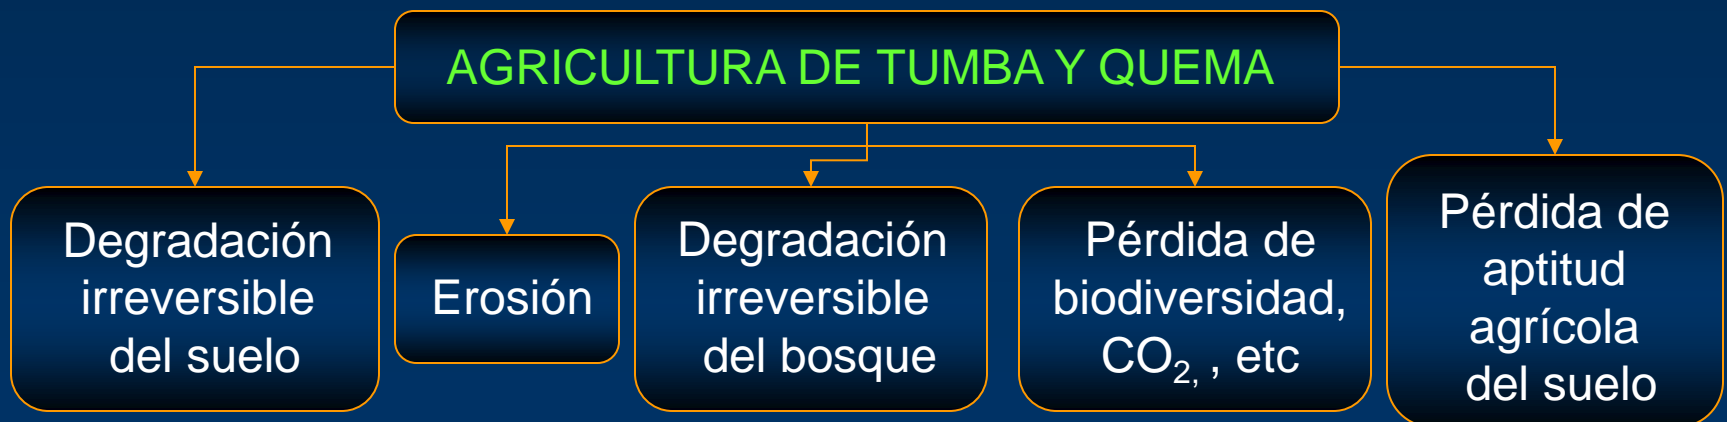 AGRICULTURA DE TUMBA Y QUEMA
Degradación
irreversible
del suelo
Erosión
Degradación
irreversible
del bosque
Pérdida de
biodiversidad,
CO₂, , etc
Pérdida de
aptitud
agrícola
del suelo